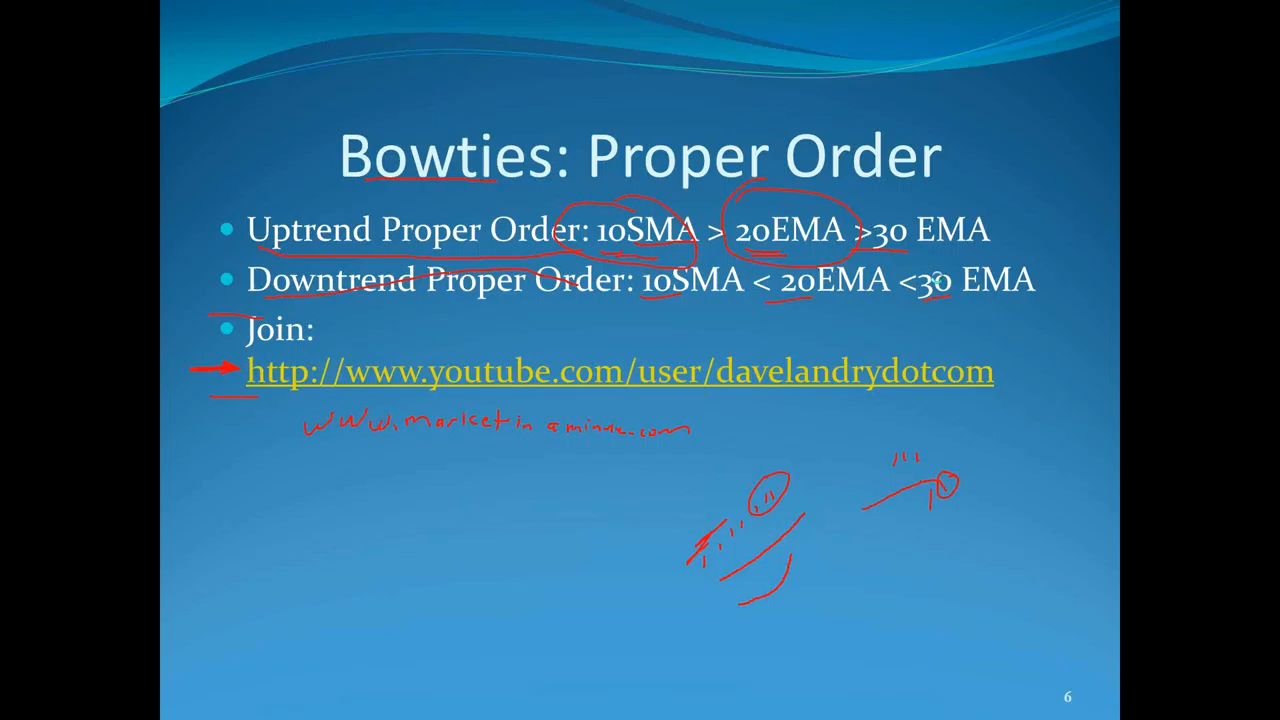 Bowties: Proper Order
Uptrend Proper Order: 10SMA > 20EMA >30 EMA
Downtrend Proper Order: 10SMA < 20EMA <30 EMA
Join:
http://www.youtube.com/user/davelandrydotcom
www.marketinaminute.com
6